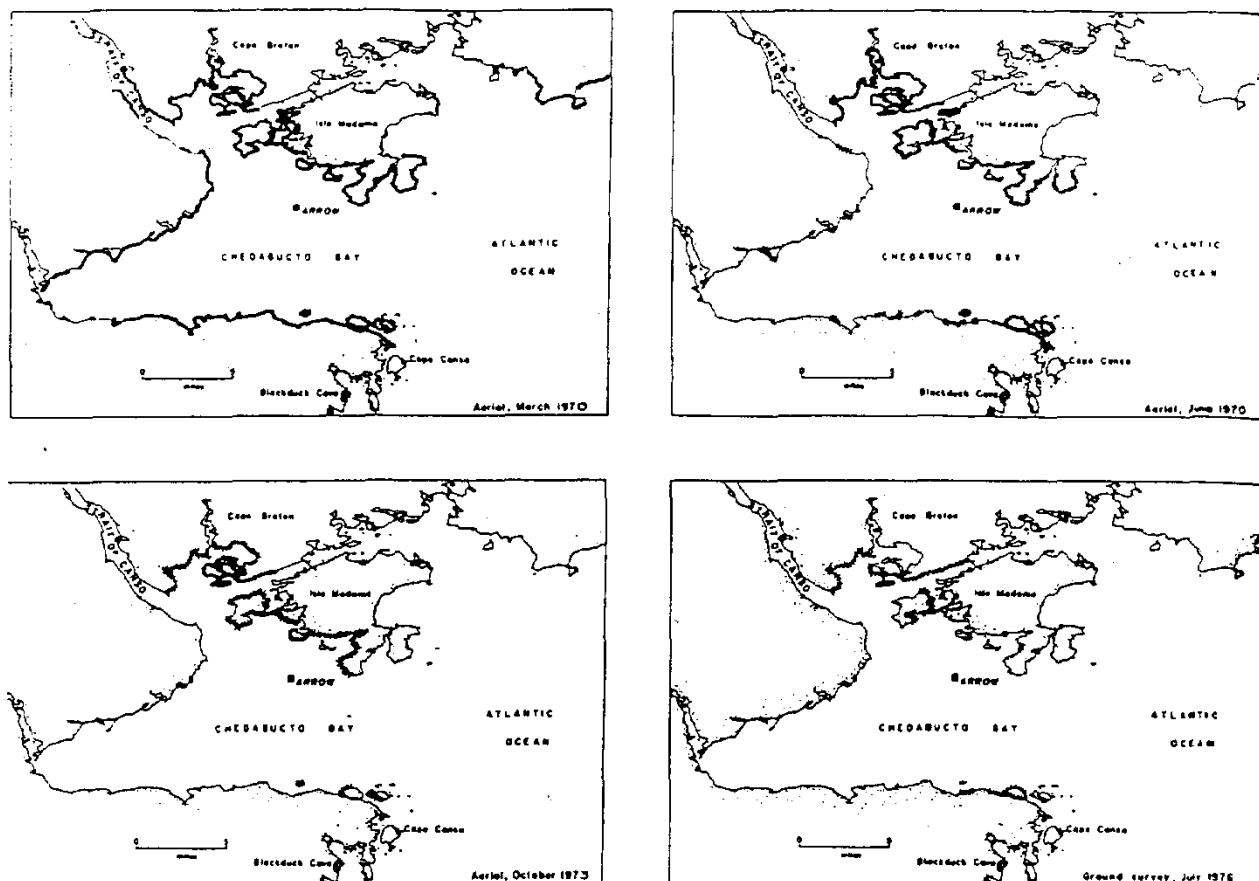 Cape Breton
STRAIT OF CANSO
Isle Madame
ARROW
ATLANTIC
OCEAN
CHEDABUCTO BAY
Cape Canso
Blackduck Cove
Aerial, March 1970
Cape Breton
STRAIT OF CANSO
Isle Madame
ARROW
ATLANTIC
OCEAN
CHEDABUCTO BAY
Cape Canso
Blackduck Cove
Aerial, June 1970
Cape Breton
STRAIT OF CANSO
Isle Madame
ARROW
ATLANTIC
OCEAN
CHEDABUCTO BAY
Cape Canso
Blackduck Cove
Aerial, October 1973
Cape Breton
STRAIT OF CANSO
Isle Madame
ARROW
ATLANTIC
OCEAN
CHEDABUCTO BAY
Cape Canso
Blackduck Cove
Ground survey, July 1976